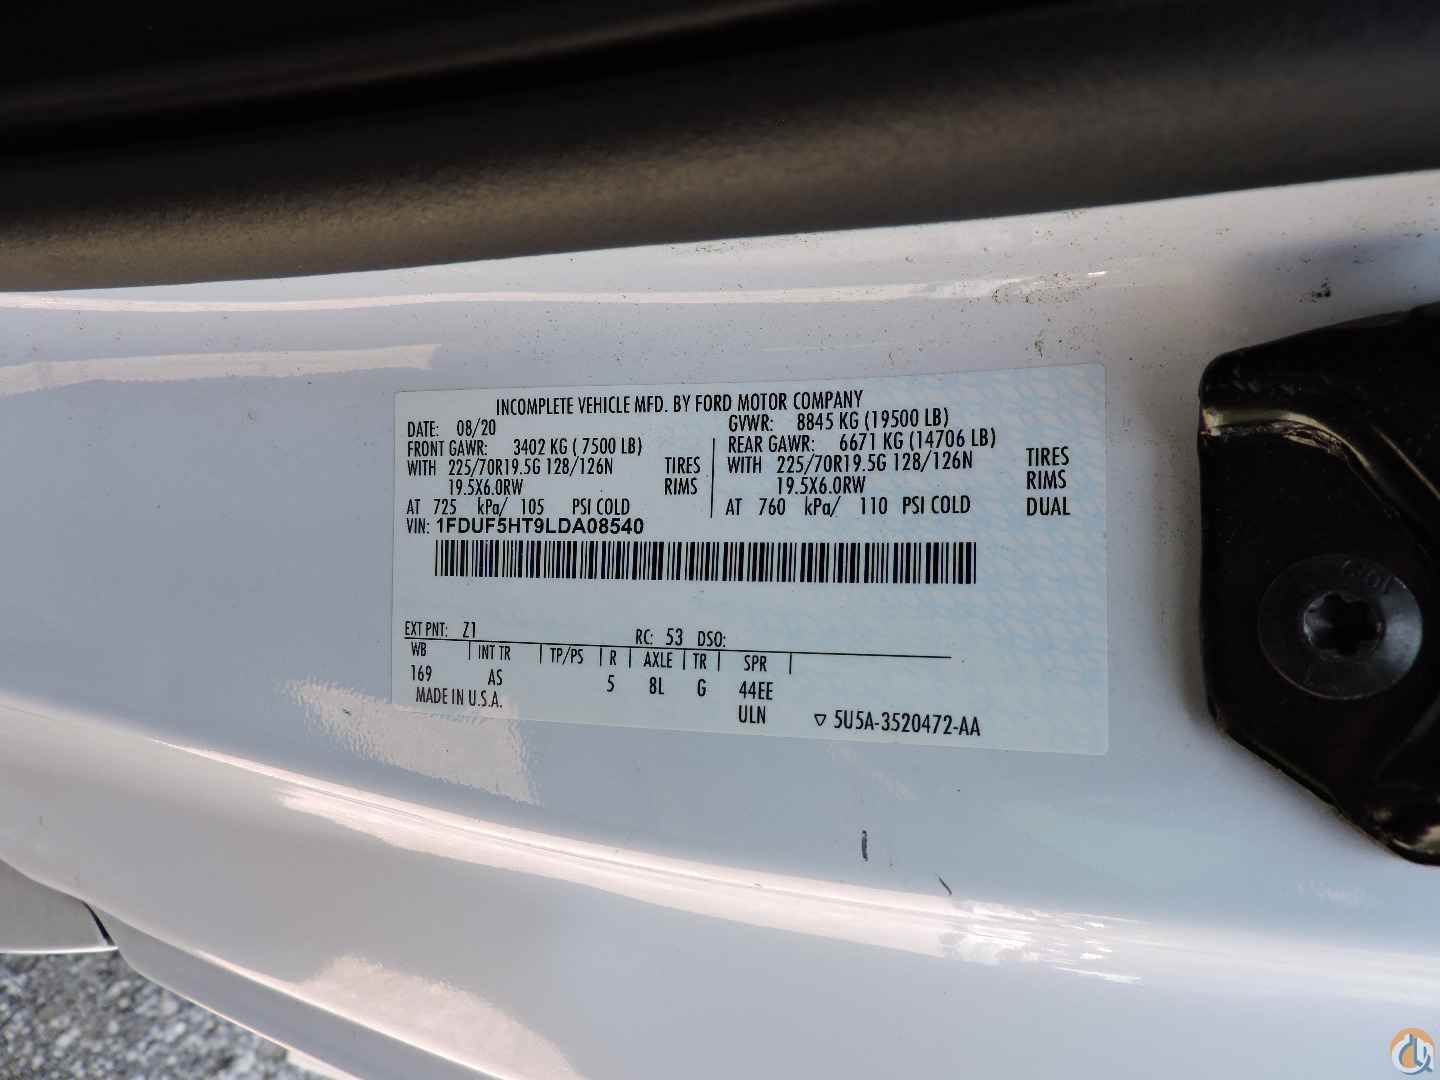 INCOMPLETE VEHICLE MFD. BY FORD MOTOR COMPANY
DATE: 08/20 GVWR: 8845 KG (19500 LB)
FRONT GAWR: 3402 KG ( 7500 LB) REAR GAWR: 6671 KG (14706 LB)
WITH 225/70R19.5G 128/126N TIRES WITH 225/70R19.5G 128/126N TIRES
19.5X6.0RW RIMS 19.5X6.0RW RIMS
AT 725 kPa/ 105 PSI COLD AT 760 kPa/ 110 PSI COLD DUAL
VIN: 1FDUF5HT9LDA08540
EXT PNT: Z1 RC: 53 DSO:
WB INT TR TP/PS R AXLE TR SPR
169 AS 5 8L G 44EE
MADE IN U.S.A. ULN ▽ 5U5A-3520472-AA